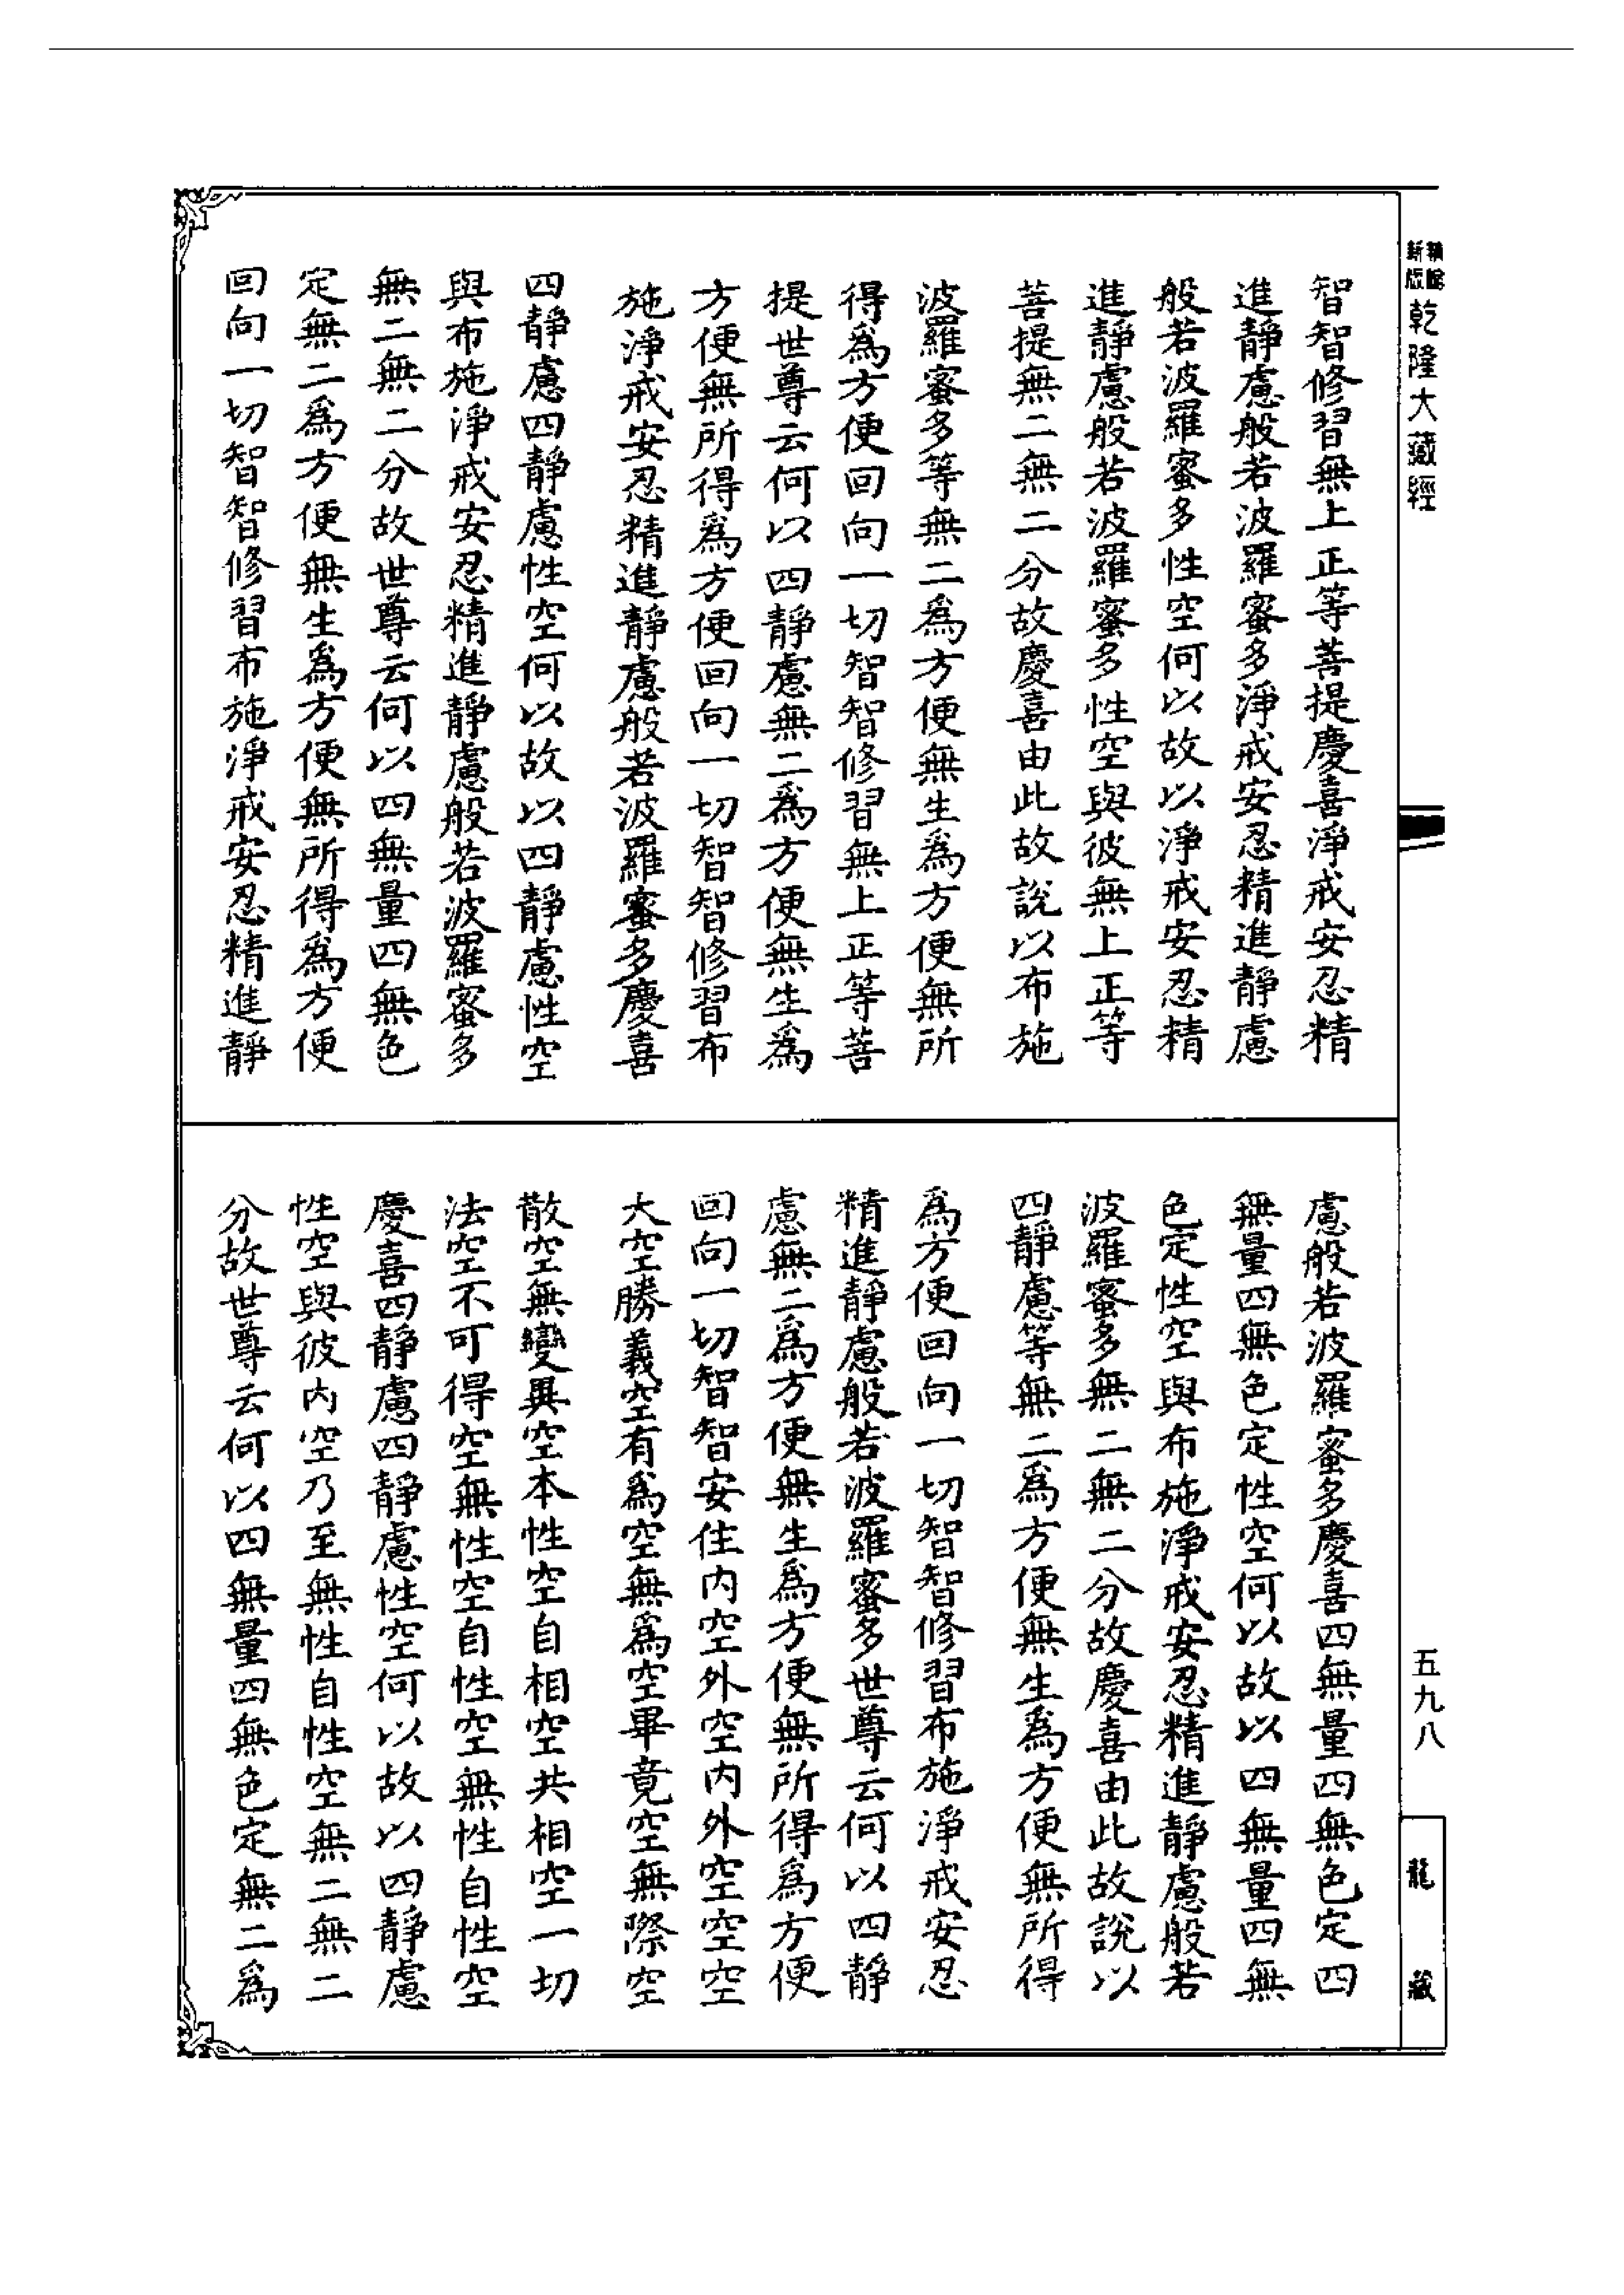 乾隆大藏經
智智修習無上正等菩提慶喜淨戒安忍精
進靜慮般若波羅蜜多淨戒安忍精進靜慮
般若波羅蜜多性空何以故以淨戒安忍精
進靜慮般若波羅蜜多性空與彼無上正等
菩提無二無二分故慶喜由此故說以布施
波羅蜜多等無二爲方便無生爲方便無所
得爲方便回向一切智智修習無上正等菩
提世尊云何以四靜慮無二爲方便無生爲
方便無所得爲方便回向一切智智修習布
施淨戒安忍精進靜慮般若波羅蜜多慶喜
四靜慮四靜慮性空何以故以四靜慮性空
與布施淨戒安忍精進靜慮般若波羅蜜多
無二無二分故世尊云何以四無量四無色
定無二爲方便無生爲方便無所得爲方便
回向一切智智修習布施淨戒安忍精進靜
慮般若波羅蜜多慶喜四無量四無色定四
無量四無色定性空何以故以四無量四無
色定性空與布施淨戒安忍精進靜慮般若
波羅蜜多無二無二分故慶喜由此故說以
四靜慮等無二爲方便無生爲方便無所得
爲方便回向一切智智修習布施淨戒安忍
精進靜慮般若波羅蜜多世尊云何以四靜
慮無二爲方便無生爲方便無所得爲方便
回向一切智智安住內空外空內外空空空
大空勝義空有爲空無爲空畢竟空無際空
散空無變異空本性空自相空共相空一切
法空不可得空無性空自性空無性自性空
慶喜四靜慮四靜慮性空何以故以四靜慮
性空與彼內空乃至無性自性空無二無二
分故世尊云何以四無量四無色定無二爲
五九八
龍藏